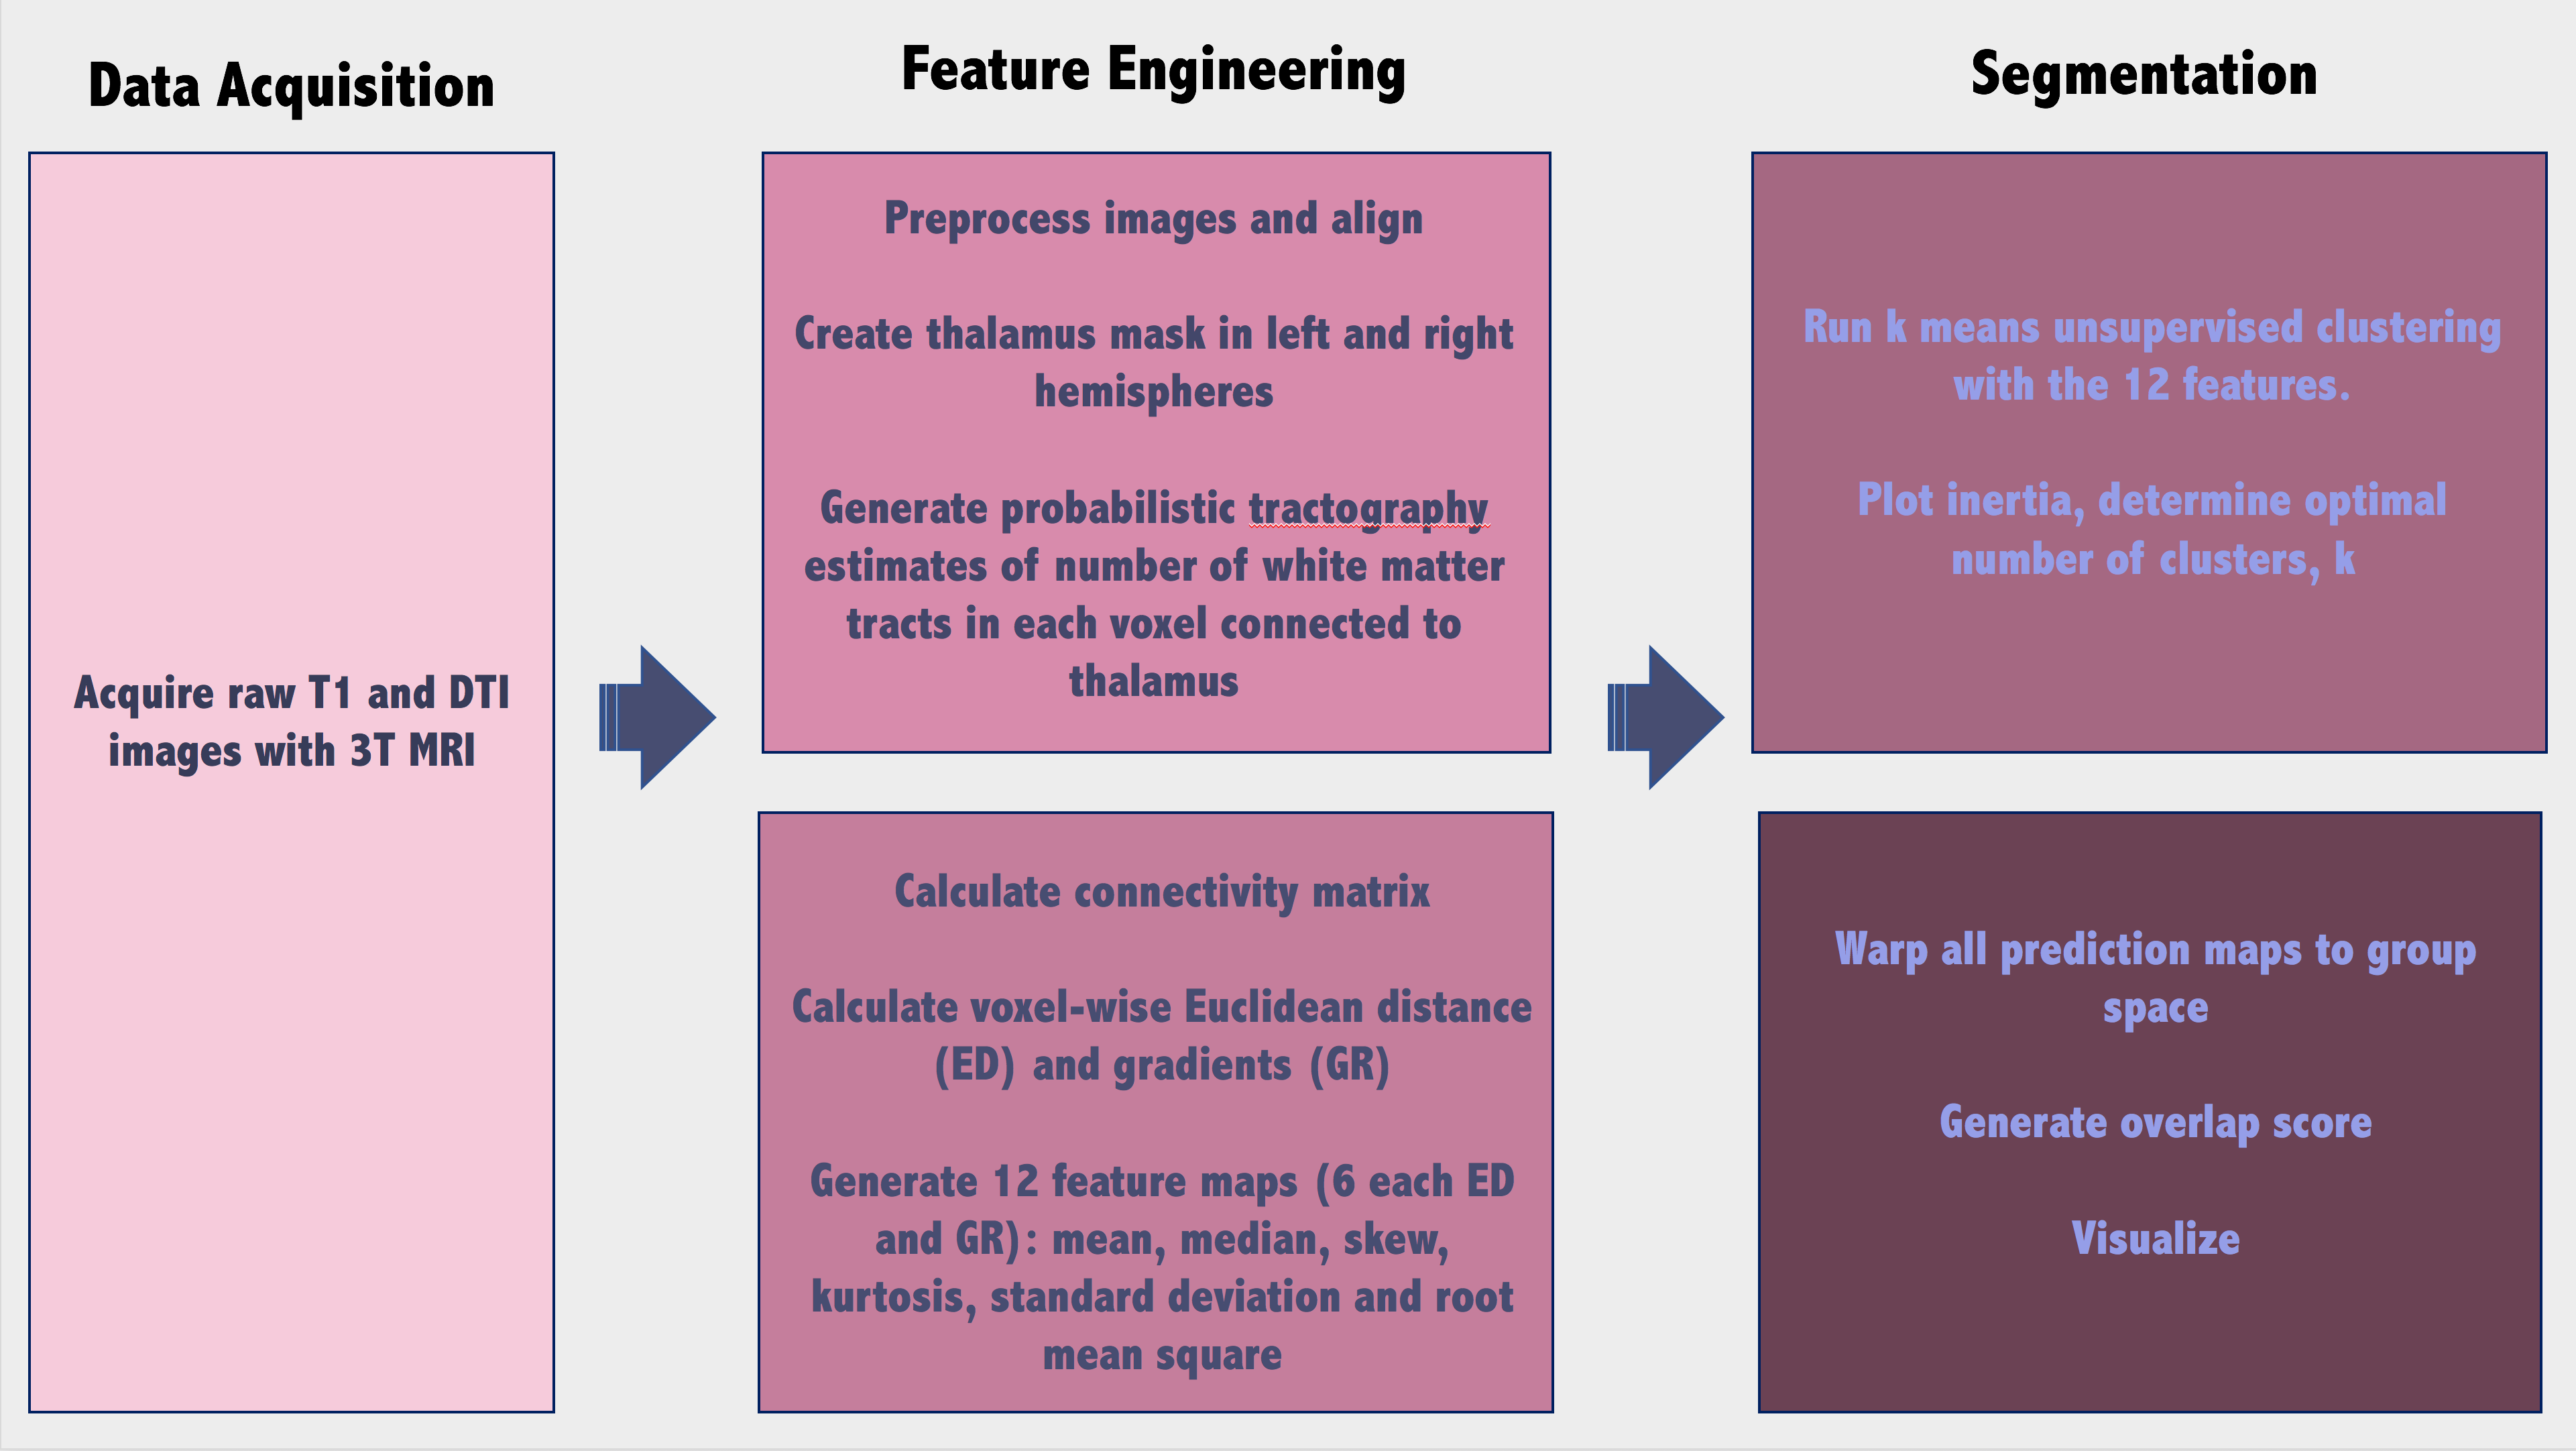 Data Acquisition
Acquire raw T1 and DTI
images with 3T MRI
Feature Engineering
Preprocess images and align
Create thalamus mask in left and right
hemispheres
Generate probabilistic tractography
estimates of number of white matter
tracts in each voxel connected to
thalamus
Calculate connectivity matrix
Calculate voxel-wise Euclidean distance
(ED) and gradients (GR)
Generate 12 feature maps (6 each ED
and GR): mean, median, skew,
kurtosis, standard deviation and root
mean square
Segmentation
Run k means unsupervised clustering
with the 12 features.
Plot inertia, determine optimal
number of clusters, k
Warp all prediction maps to group
space
Generate overlap score
Visualize